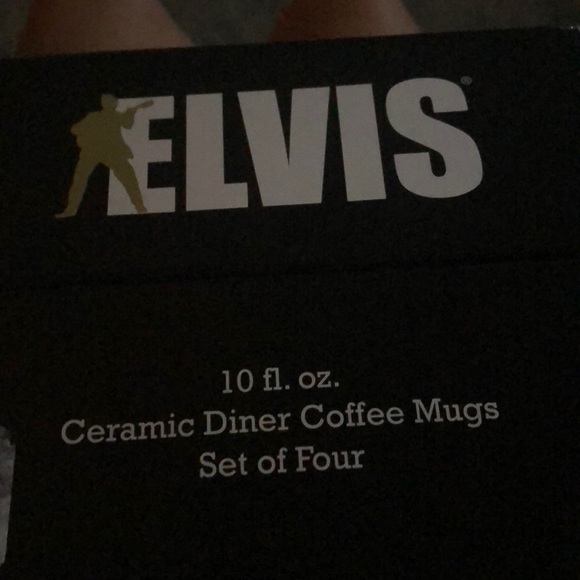 ELVIS®
10 fl. oz.
Ceramic Diner Coffee Mugs
Set of Four